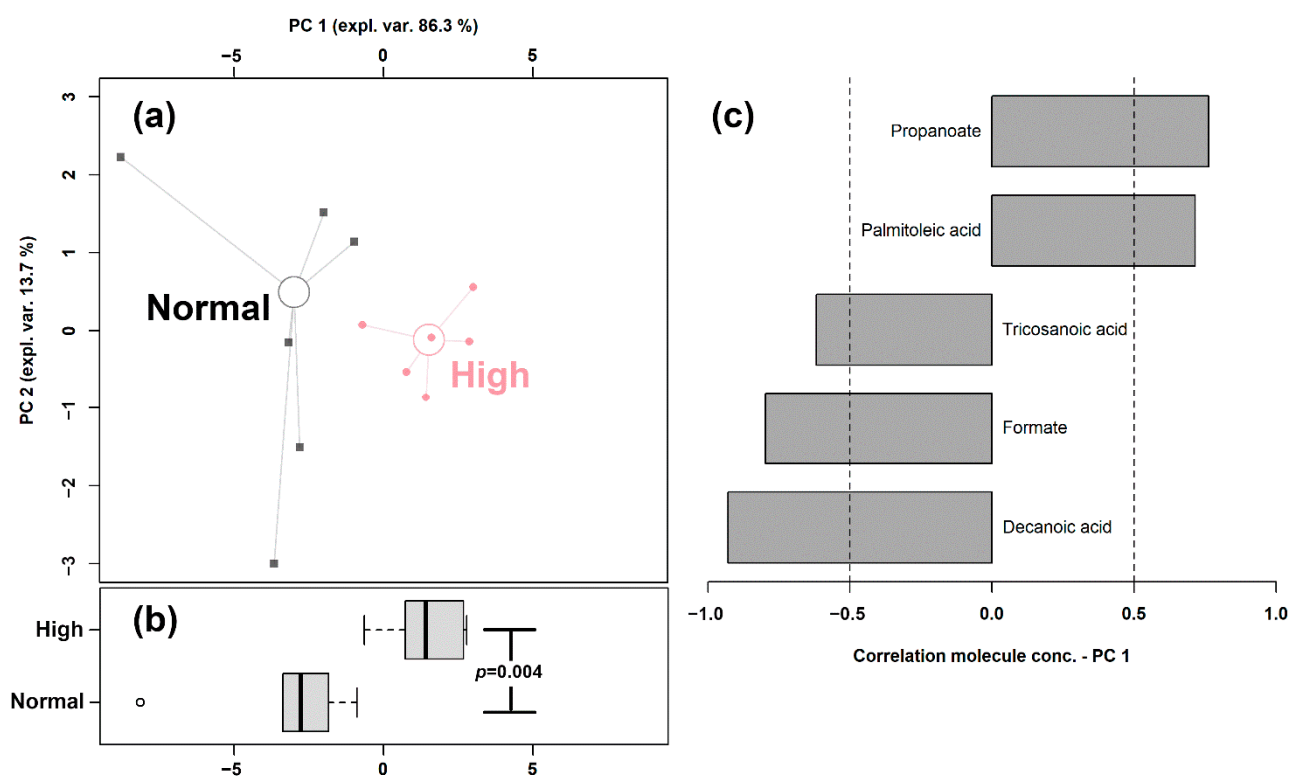 PC 1 (expl. var. 86.3 %)
−5 0 5
(a)
3
2
1
0
−1
−2
−3
PC 2 (expl. var. 13.7 %)
Normal
High
(b)
High
Normal
p=0.004
−5 0 5
(c)
Propanoate
Palmitoleic acid
Tricosanoic acid
Formate
Decanoic acid
−1.0 −0.5 0.0 0.5 1.0
Correlation molecule conc. - PC 1